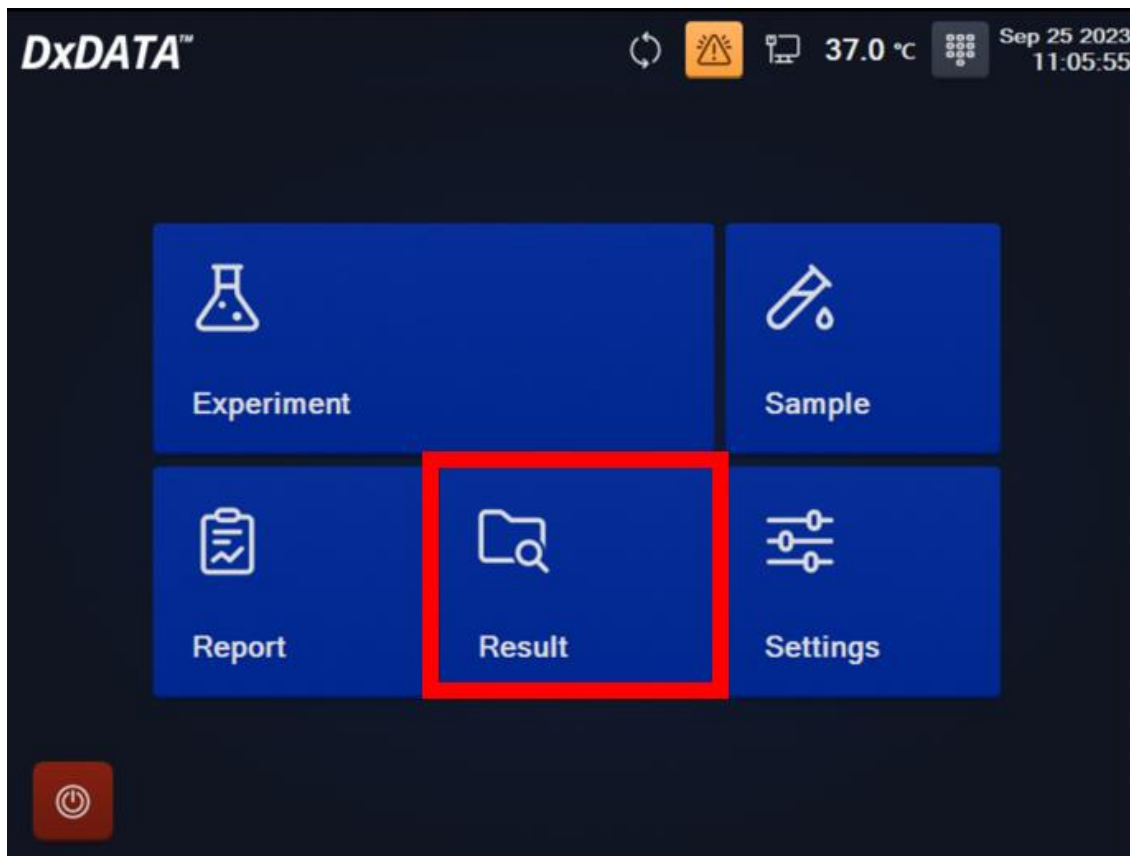 DxDATA™
37.0 °C
Sep 25 2023
11:05:55
Experiment
Sample
Report
Result
Settings